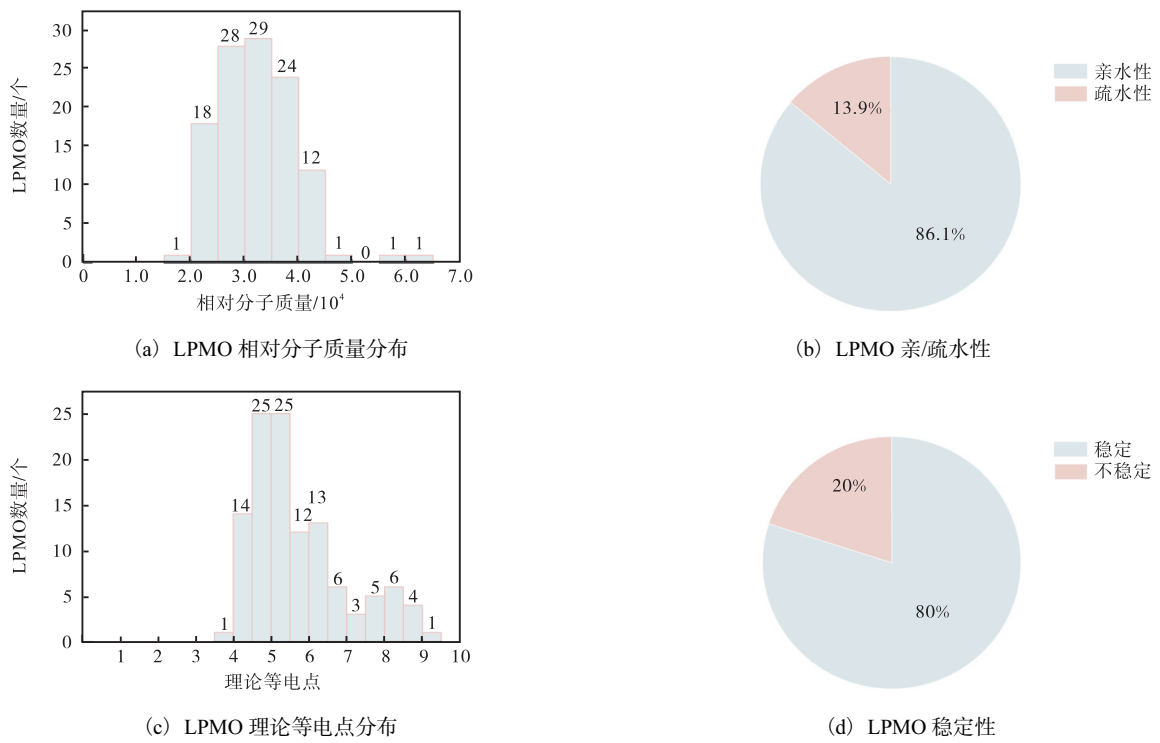 30
25
20
15
10
5
0
LPMO数量/个
1
18
28
29
24
12
1
0
1
1
0 1.0 2.0 3.0 4.0 5.0 6.0 7.0
相对分子质量/10⁴
(a) LPMO 相对分子质量分布
亲水性
疏水性
13.9%
86.1%
(b) LPMO 亲/疏水性
25
20
15
10
5
0
LPMO数量/个
1
14
25
25
12
13
6
3
5
6
4
1
1 2 3 4 5 6 7 8 9 10
理论等电点
(c) LPMO 理论等电点分布
稳定
不稳定
20%
80%
(d) LPMO 稳定性